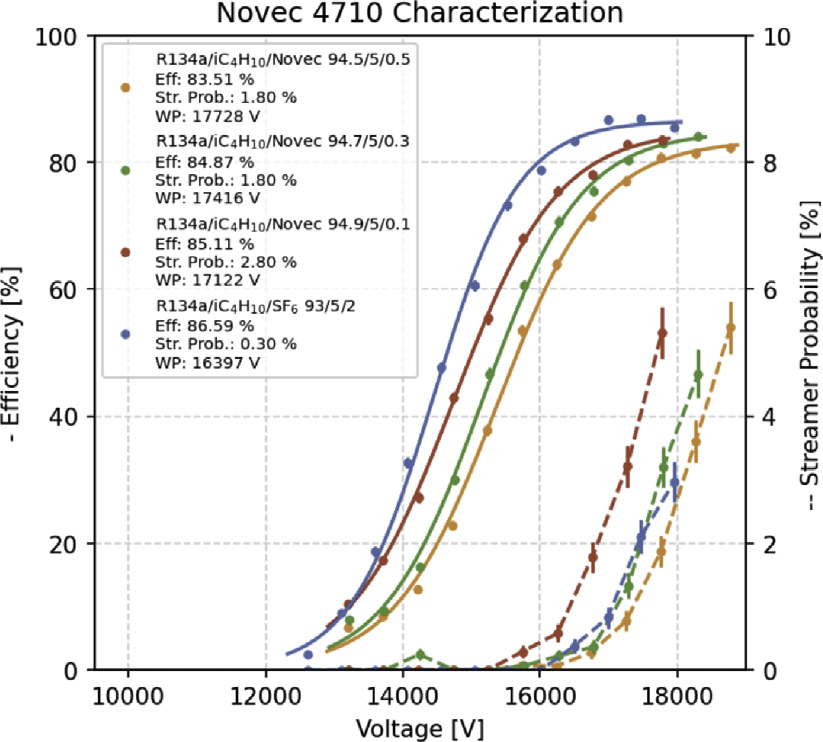 Novec 4710 Characterization
R134a/iC₄H₁₀/Novec 94.5/5/0.5
Eff: 83.51 %
Str. Prob.: 1.80 %
WP: 17728 V
R134a/iC₄H₁₀/Novec 94.7/5/0.3
Eff: 84.87 %
Str. Prob.: 1.80 %
WP: 17416 V
R134a/iC₄H₁₀/Novec 94.9/5/0.1
Eff: 85.11 %
Str. Prob.: 2.80 %
WP: 17122 V
R134a/iC₄H₁₀/SF₆ 93/5/2
Eff: 86.59 %
Str. Prob.: 0.30 %
WP: 16397 V
- Efficiency [%]
100
80
60
40
20
0
10
8
6
4
2
0
-- Streamer Probability [%]
10000 12000 14000 16000 18000
Voltage [V]